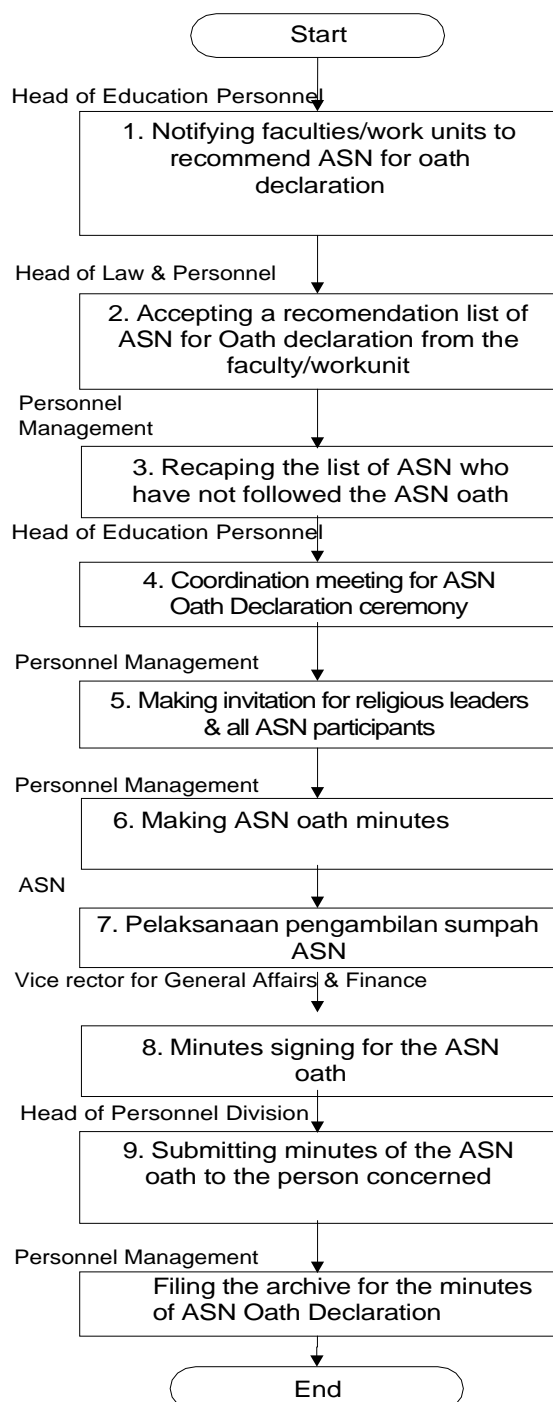 Start
Head of Education Personnel
1. Notifying faculties/work units to
recommend ASN for oath
declaration
Head of Law & Personnel
2. Accepting a recomendation list of
ASN for Oath declaration from the
faculty/workunit
Personnel
Management
3. Recaping the list of ASN who
have not followed the ASN oath
Head of Education Personnel
4. Coordination meeting for ASN
Oath Declaration ceremony
Personnel Management
5. Making invitation for religious leaders
& all ASN participants
Personnel Management
6. Making ASN oath minutes
ASN
7. Pelaksanaan pengambilan sumpah
ASN
Vice rector for General Affairs & Finance
8. Minutes signing for the ASN
oath
Head of Personnel Division
9. Submitting minutes of the ASN
oath to the person concerned
Personnel Management
Filing the archive for the minutes
of ASN Oath Declaration
End